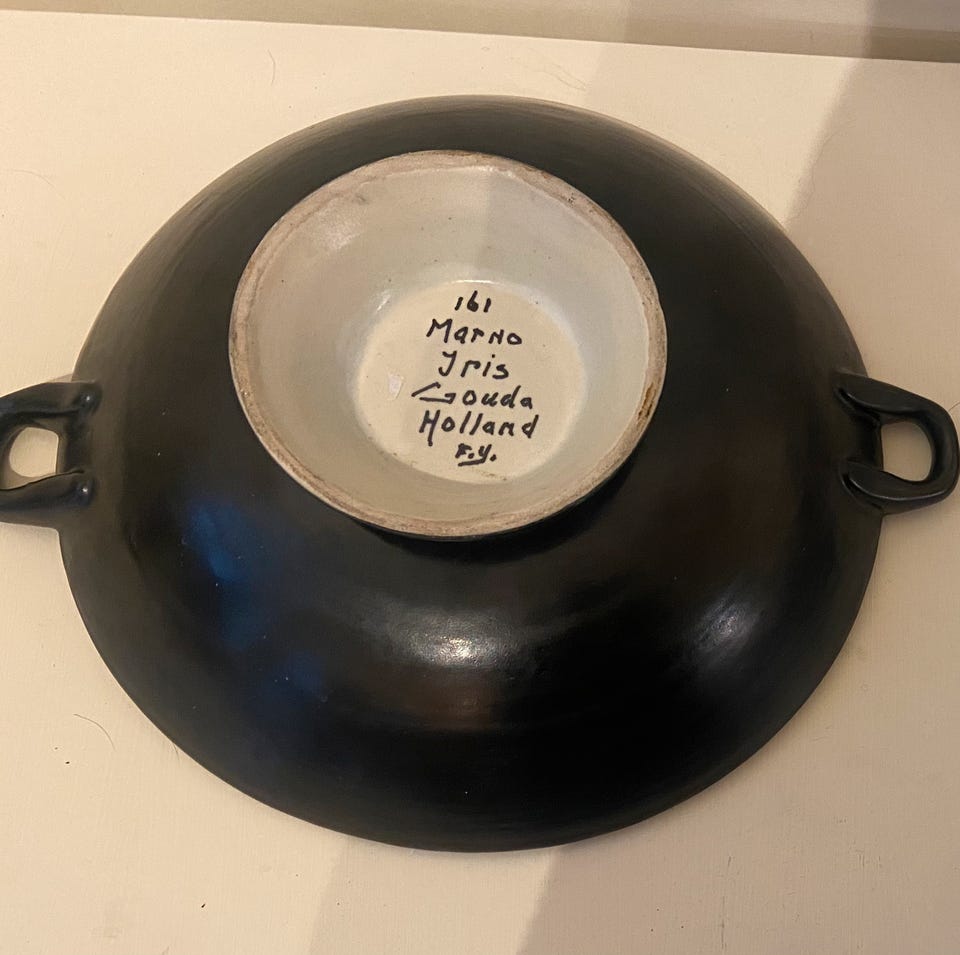 161
Marno
Iris
Gouda
Holland
F.Y.